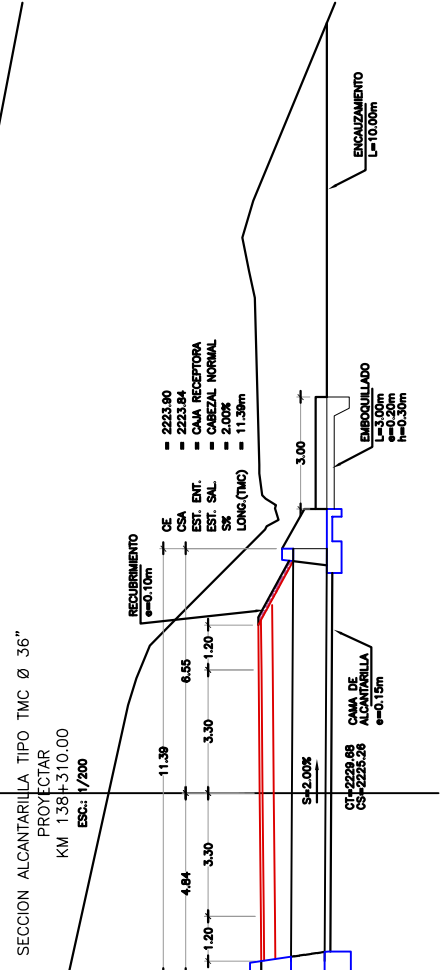 SECCION ALCANTARILLA TIPO TMC Ø 36"
PROYECTAR
KM 138+310.00
ESC.: 1/200
RECUBRIMIENTO
e=0.10m
CE = 2223.90
CSA = 2223.84
EST. ENT. = CAJA RECEPTORA
EST. SAL. = CABEZAL NORMAL
S% = 2.00%
LONG.(TMC) = 11.39m
11.39
4.84
6.55
1.20
3.30
3.30
1.20
3.00
S=2.00%
CT=2229.68
CS=2225.26
CAMA DE
ALCANTARILLA
e=0.15m
EMBOQUILLADO
L=3.00m
e=0.20m
h=0.30m
ENCAUZAMIENTO
L=10.00m